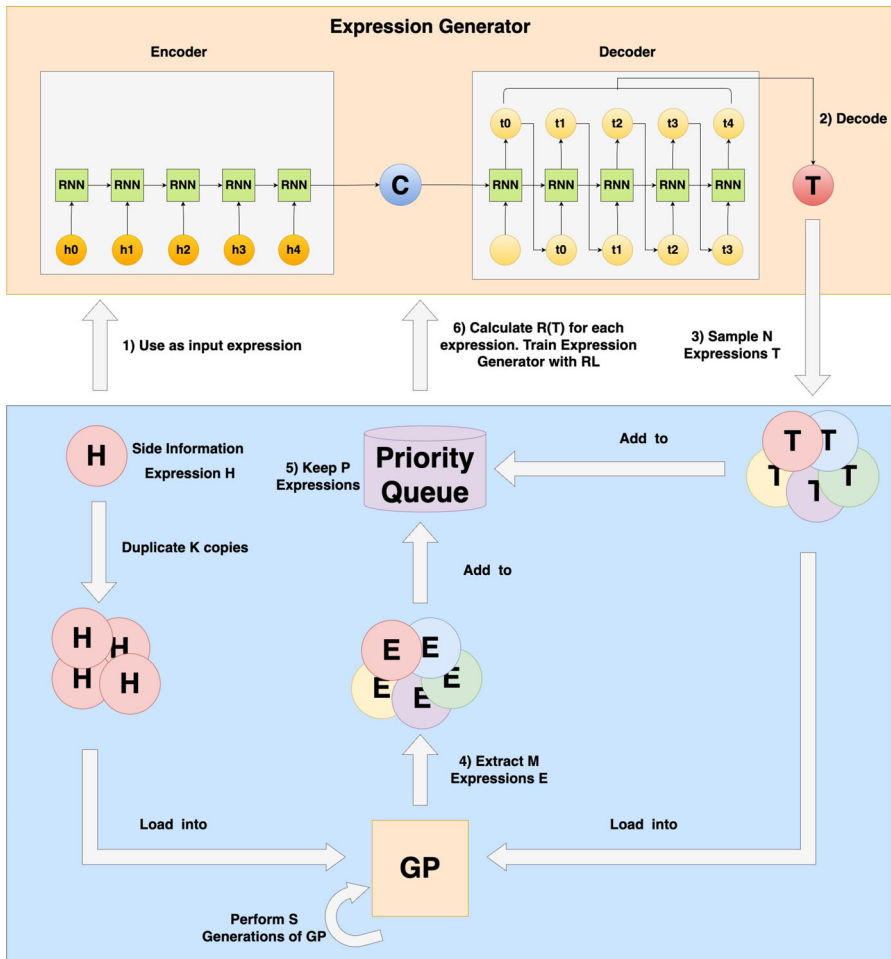 Expression Generator
Encoder
Decoder
t0 t1 t2 t3 t4
2) Decode
RNN RNN RNN RNN RNN
C
RNN RNN RNN RNN RNN
T
h0 h1 h2 h3 h4
t0 t1 t2 t3
1) Use as input expression
6) Calculate R(T) for each
expression. Train Expression
Generator with RL
3) Sample N
Expressions T
H
Side Information
Expression H
5) Keep P
Expressions
Priority
Queue
Add to
T T
T T T
Duplicate K copies
Add to
H H
H H
E E
E E E
4) Extract M
Expressions E
Load into
Load into
GP
Perform S
Generations of GP